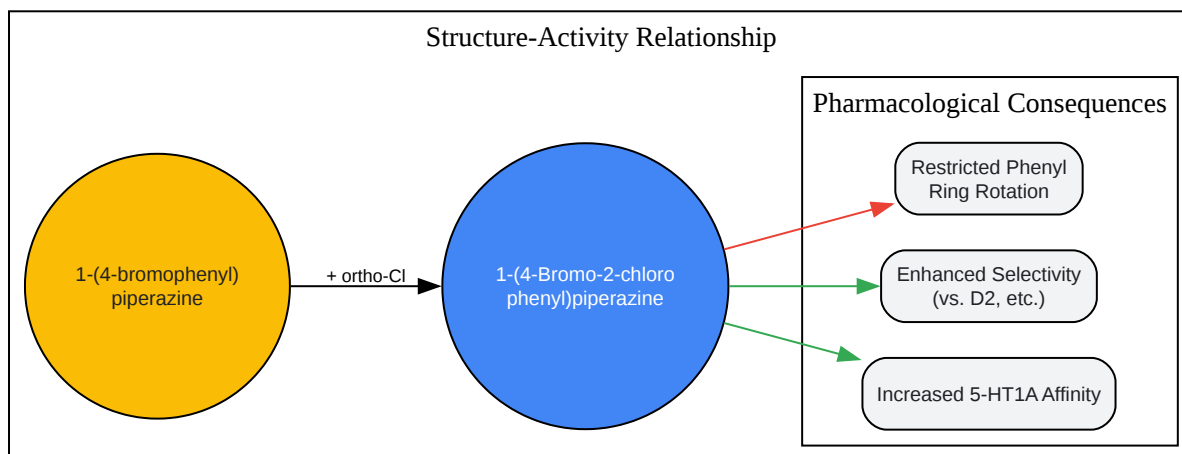 Structure-Activity Relationship
Pharmacological Consequences
1-(4-bromophenyl)
piperazine
+ ortho-Cl
1-(4-Bromo-2-chloro
phenyl)piperazine
Restricted Phenyl
Ring Rotation
Enhanced Selectivity
(vs. D2, etc.)
Increased 5-HT1A Affinity